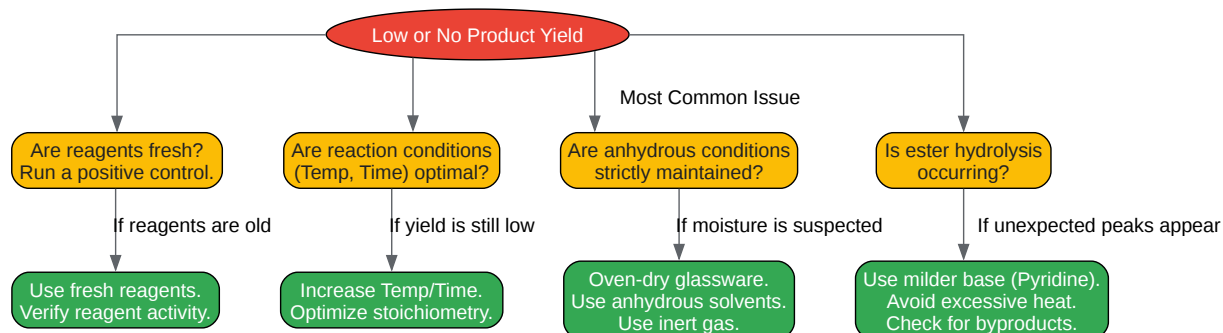 Low or No Product Yield
Most Common Issue
Are reagents fresh?
Run a positive control.
Are reaction conditions
(Temp, Time) optimal?
Are anhydrous conditions
strictly maintained?
Is ester hydrolysis
occurring?
If reagents are old
If yield is still low
If moisture is suspected
If unexpected peaks appear
Use fresh reagents.
Verify reagent activity.
Increase Temp/Time.
Optimize stoichiometry.
Oven-dry glassware.
Use anhydrous solvents.
Use inert gas.
Use milder base (Pyridine).
Avoid excessive heat.
Check for byproducts.